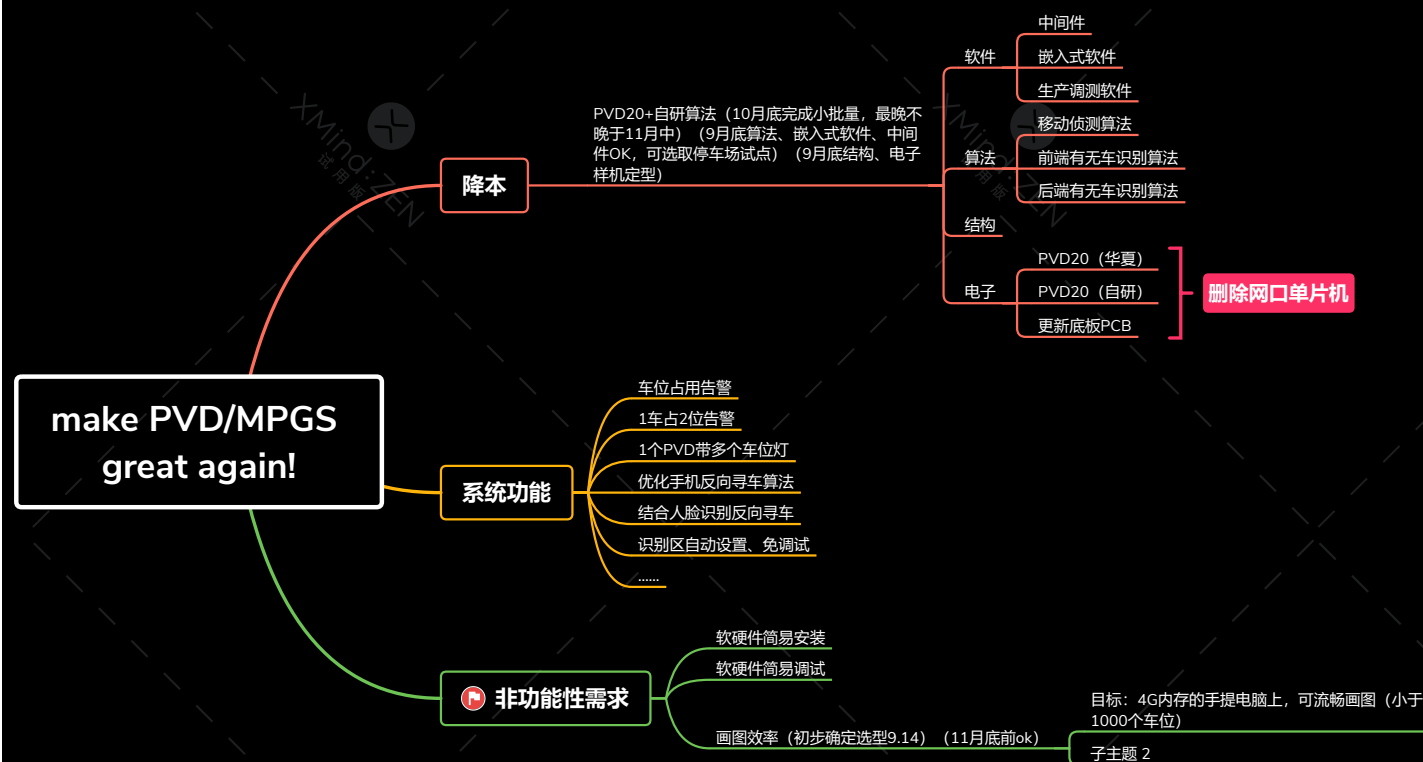 make PVD/MPGS
great again!
降本
PVD20+自研算法（10月底完成小批量，最晚不
晚于11月中）（9月底算法、嵌入式软件、中间
件OK，可选取停车场试点）（9月底结构、电子
样机定型）
软件
中间件
嵌入式软件
生产调测软件
算法
移动侦测算法
前端有无车识别算法
后端有无车识别算法
结构
电子
PVD20（华夏）
PVD20（自研）
更新底板PCB
删除网口单片机
系统功能
车位占用告警
1车占2位告警
1个PVD带多个车位灯
优化手机反向寻车算法
结合人脸识别反向寻车
识别区自动设置、免调试
......
非功能性需求
软硬件简易安装
软硬件简易调试
画图效率（初步确定选型9.14）（11月底前ok）
目标：4G内存的手提电脑上，可流畅画图（小于
1000个车位）
子主题 2
XMind:ZEN
试用版
XMind:ZEN
试用版